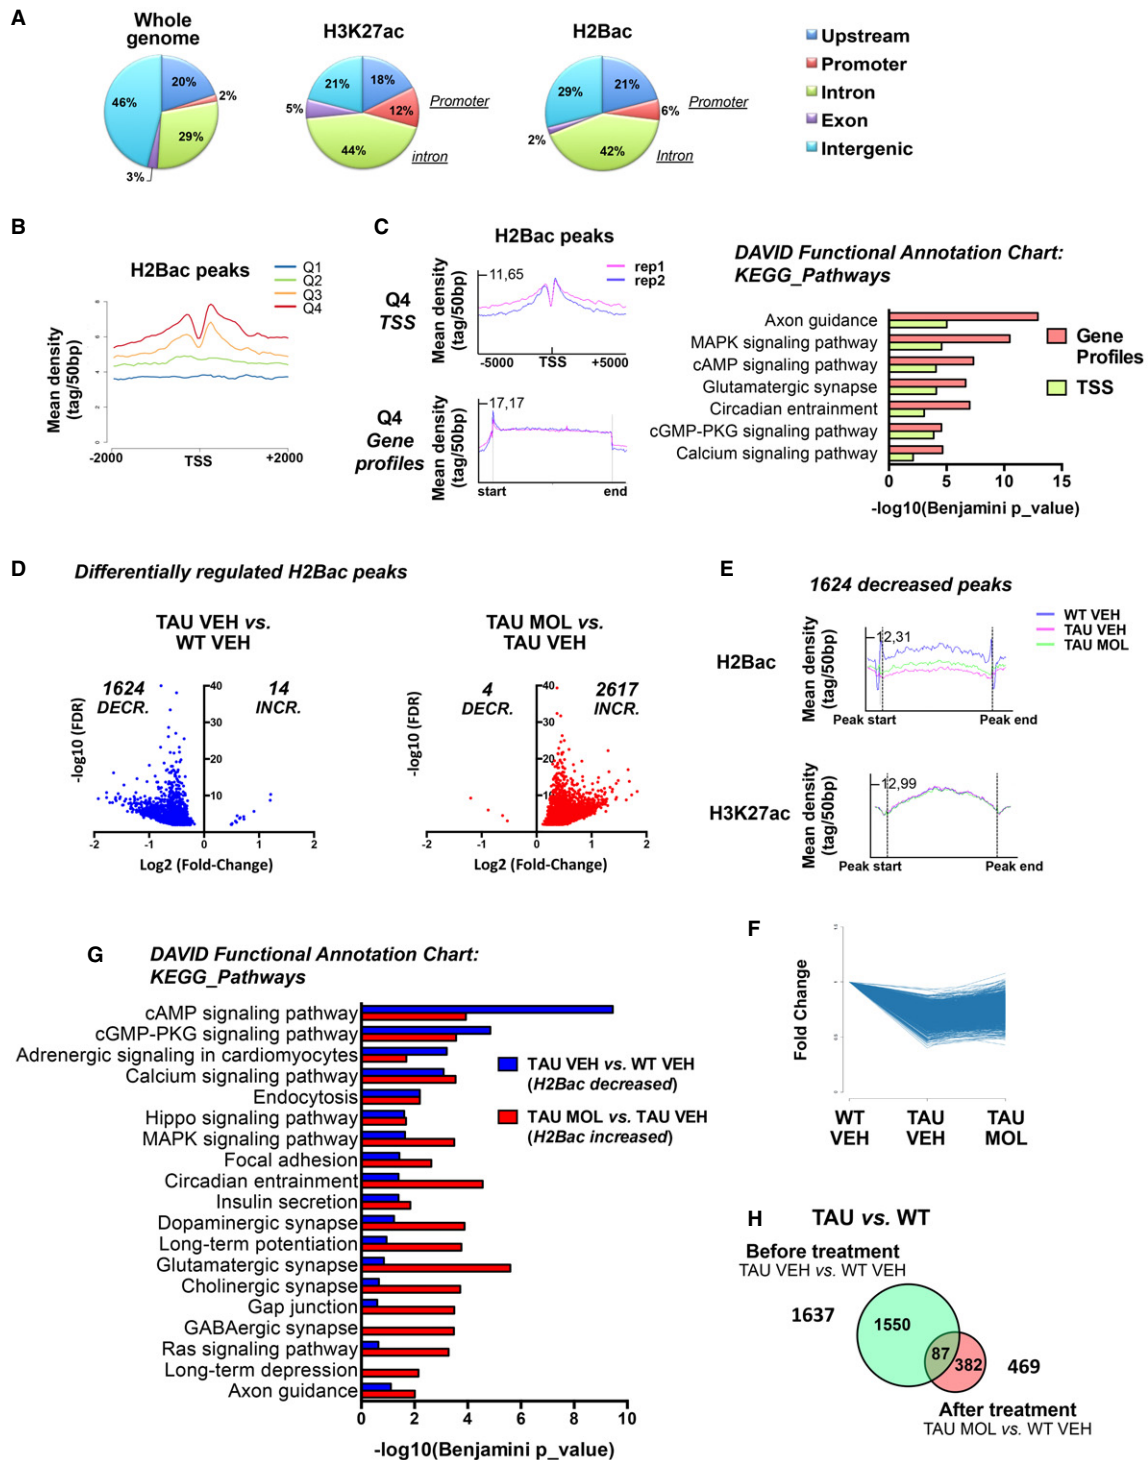 A
Whole
genome
20%
2%
29%
3%
46%
H3K27ac
18%
12%
44%
5%
21%
Promoter
intron
H2Bac
21%
6%
42%
2%
29%
Promoter
Intron
Upstream
Promoter
Intron
Exon
Intergenic
B
H2Bac peaks
Q1
Q2
Q3
Q4
Mean density
(tag/50bp)
8
6
4
2
0
-2000
TSS
+2000
C
H2Bac peaks
rep1
rep2
Q4
TSS
Mean density
(tag/50bp)
11,65
-5000
TSS
+5000
Q4
Gene
profiles
Mean density
(tag/50bp)
17,17
start
end
DAVID Functional Annotation Chart:
KEGG_Pathways
Axon guidance
MAPK signaling pathway
cAMP signaling pathway
Glutamatergic synapse
Circadian entrainment
cGMP-PKG signaling pathway
Calcium signaling pathway
Gene
Profiles
TSS
0 5 10 15
-log10(Benjamini p_value)
D
Differentially regulated H2Bac peaks
TAU VEH vs.
WT VEH
1624
DECR.
14
INCR.
-log10 (FDR)
40
30
20
10
-2 -1 0 1 2
Log2 (Fold-Change)
TAU MOL vs.
TAU VEH
4
DECR.
2617
INCR.
-log10 (FDR)
40
30
20
10
-2 -1 0 1 2
Log2 (Fold-Change)
E
1624 decreased peaks
WT VEH
TAU VEH
TAU MOL
H2Bac
Mean density
(tag/50bp)
12,31
Peak start
Peak end
H3K27ac
Mean density
(tag/50bp)
12,99
Peak start
Peak end
F
Fold Change
WT
VEH
TAU
VEH
TAU
MOL
G
DAVID Functional Annotation Chart:
KEGG_Pathways
cAMP signaling pathway
cGMP-PKG signaling pathway
Adrenergic signaling in cardiomyocytes
Calcium signaling pathway
Endocytosis
Hippo signaling pathway
MAPK signaling pathway
Focal adhesion
Circadian entrainment
Insulin secretion
Dopaminergic synapse
Long-term potentiation
Glutamatergic synapse
Cholinergic synapse
Gap junction
GABAergic synapse
Ras signaling pathway
Long-term depression
Axon guidance
TAU VEH vs. WT VEH
(H2Bac decreased)
TAU MOL vs. TAU VEH
(H2Bac increased)
0 2 4 6 8 10
-log10(Benjamini p_value)
H
TAU vs. WT
Before treatment
TAU VEH vs. WT VEH
1637
1550
87
382
469
After treatment
TAU MOL vs. WT VEH